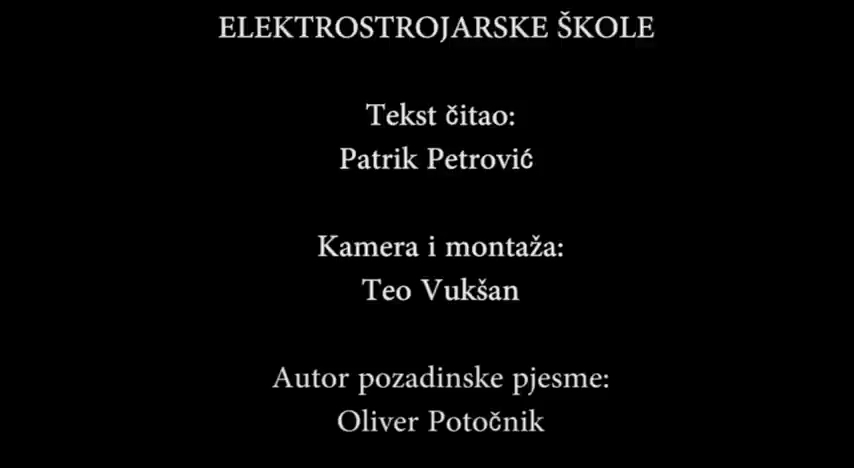 ELEKTROSTROJARSKE ŠKOLE
Tekst čitao:
Patrik Petrović
Kamera i montaža:
Teo Vukšan
Autor pozadinske pjesme:
Oliver Potočnik